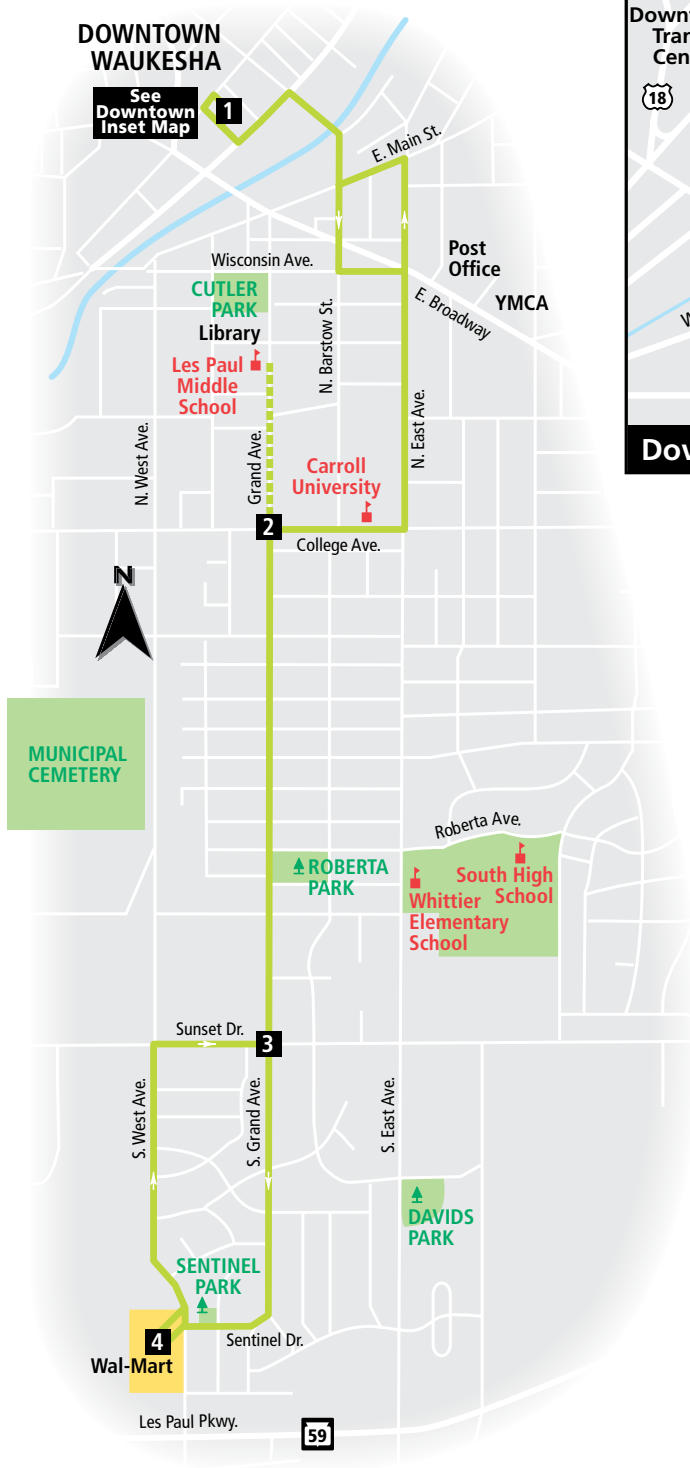 DOWNTOWN
WAUKESHA
See
Downtown
Inset Map
1
18
E. Main St.
Post
Office
Wisconsin Ave.
CUTLER
PARK
E. Broadway
YMCA
Library
N. Barstow St.
Les Paul
Middle
School
N. West Ave.
Grand Ave.
N. East Ave.
Carroll
University
2
College Ave.
N
MUNICIPAL
CEMETERY
Roberta Ave.
ROBERTA
PARK
South High
School
Whittier
Elementary
School
Sunset Dr.
3
S. West Ave.
S. Grand Ave.
S. East Ave.
DAVIDS
PARK
SENTINEL
PARK
4
Sentinel Dr.
Wal-Mart
Les Paul Pkwy.
59